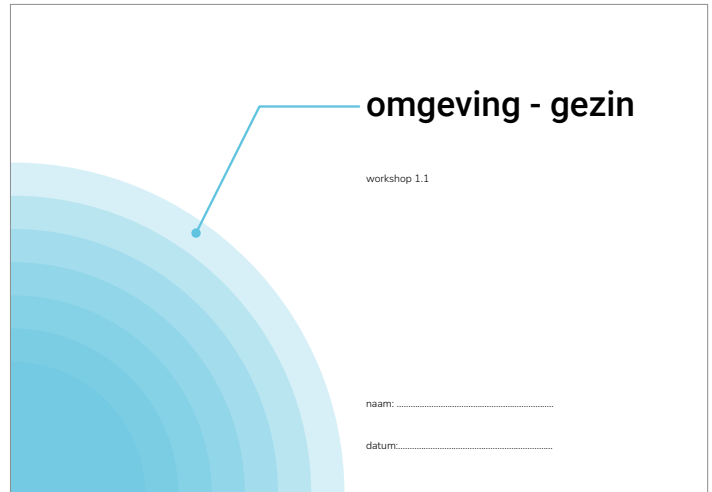 omgeving - gezin
workshop 1.1
naam: ............................................................
datum:............................................................